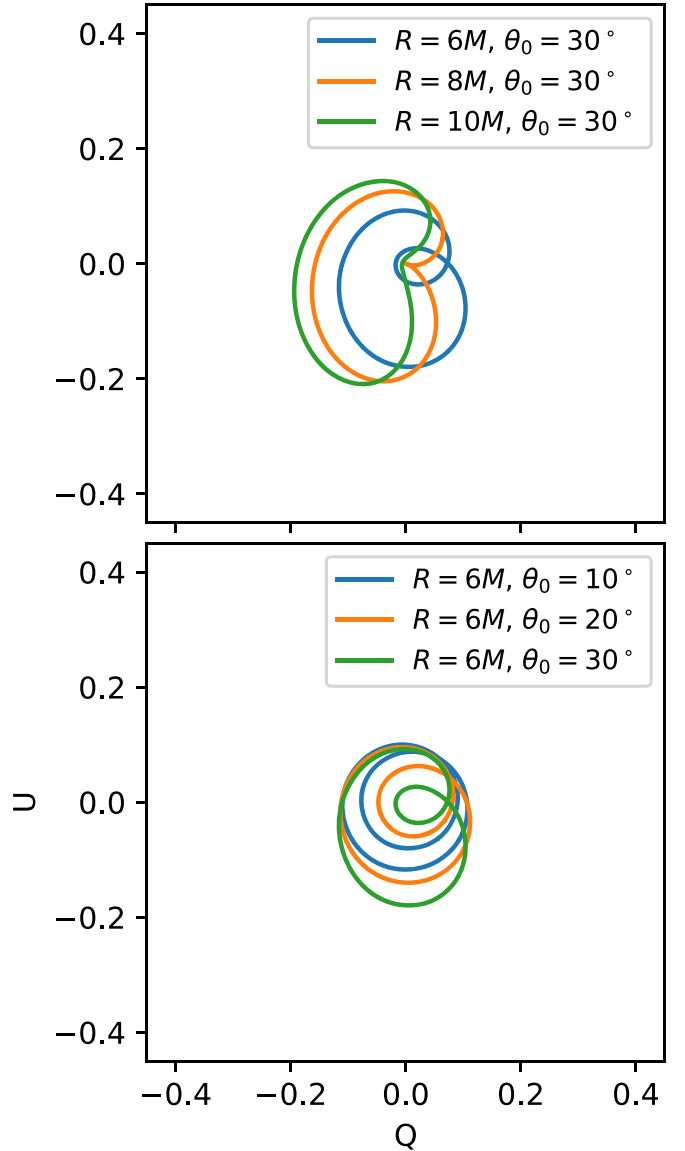 0.4
0.2
0.0
−0.2
−0.4
R = 6M, θ₀ = 30°
R = 8M, θ₀ = 30°
R = 10M, θ₀ = 30°
0.4
0.2
0.0
−0.2
−0.4
U
R = 6M, θ₀ = 10°
R = 6M, θ₀ = 20°
R = 6M, θ₀ = 30°
−0.4 −0.2 0.0 0.2 0.4
Q